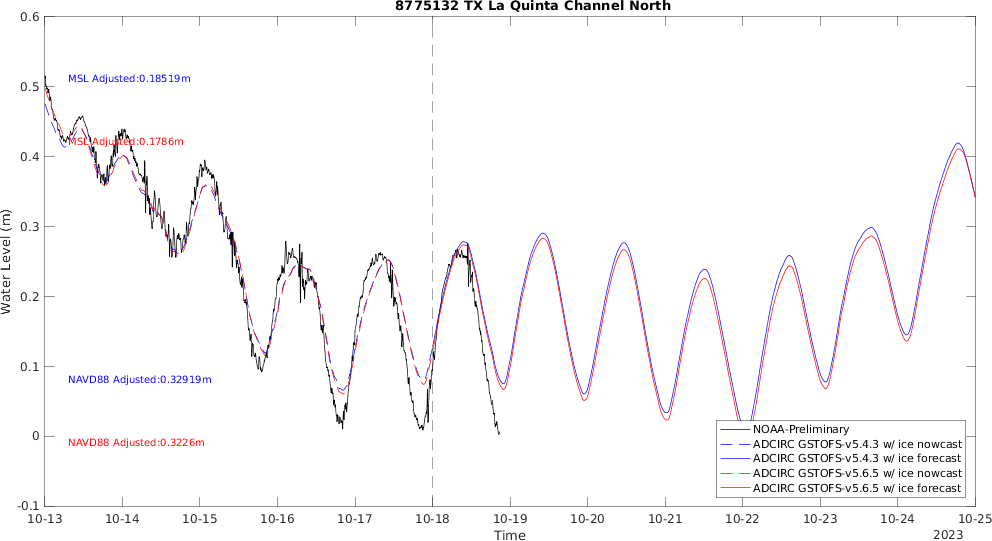 8775132 TX La Quinta Channel North
0.6
0.5
0.4
0.3
0.2
0.1
0
-0.1
Water Level (m)
MSL Adjusted:0.18519m
MSL Adjusted:0.1786m
NAVD88 Adjusted:0.32919m
NAVD88 Adjusted:0.3226m
NOAA-Preliminary
ADCIRC GSTOFS-v5.4.3 w/ ice nowcast
ADCIRC GSTOFS-v5.4.3 w/ ice forecast
ADCIRC GSTOFS-v5.6.5 w/ ice nowcast
ADCIRC GSTOFS-v5.6.5 w/ ice forecast
10-13 10-14 10-15 10-16 10-17 10-18 10-19 10-20 10-21 10-22 10-23 10-24 10-25
Time
2023